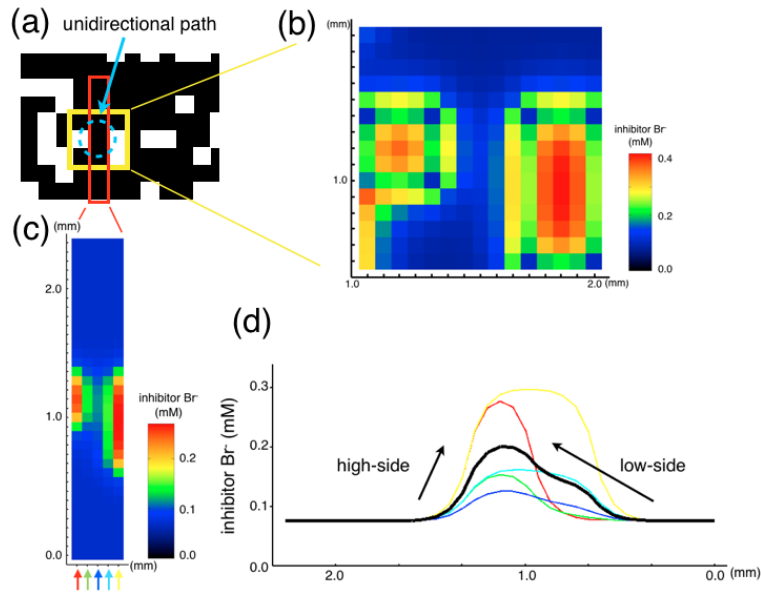 (a)
unidirectional path
(b)
(mm)
1.0
1.0
2.0 (mm)
inhibitor Br-
(mM)
0.4
0.2
0.0
(c)
(mm)
2.0
1.0
0.0
(mm)
inhibitor Br-
(mM)
0.2
0.1
0.0
(d)
inhibitor Br- (mM)
0.3
0.2
0.1
0.0
high-side
low-side
2.0
1.0
0.0
(mm)